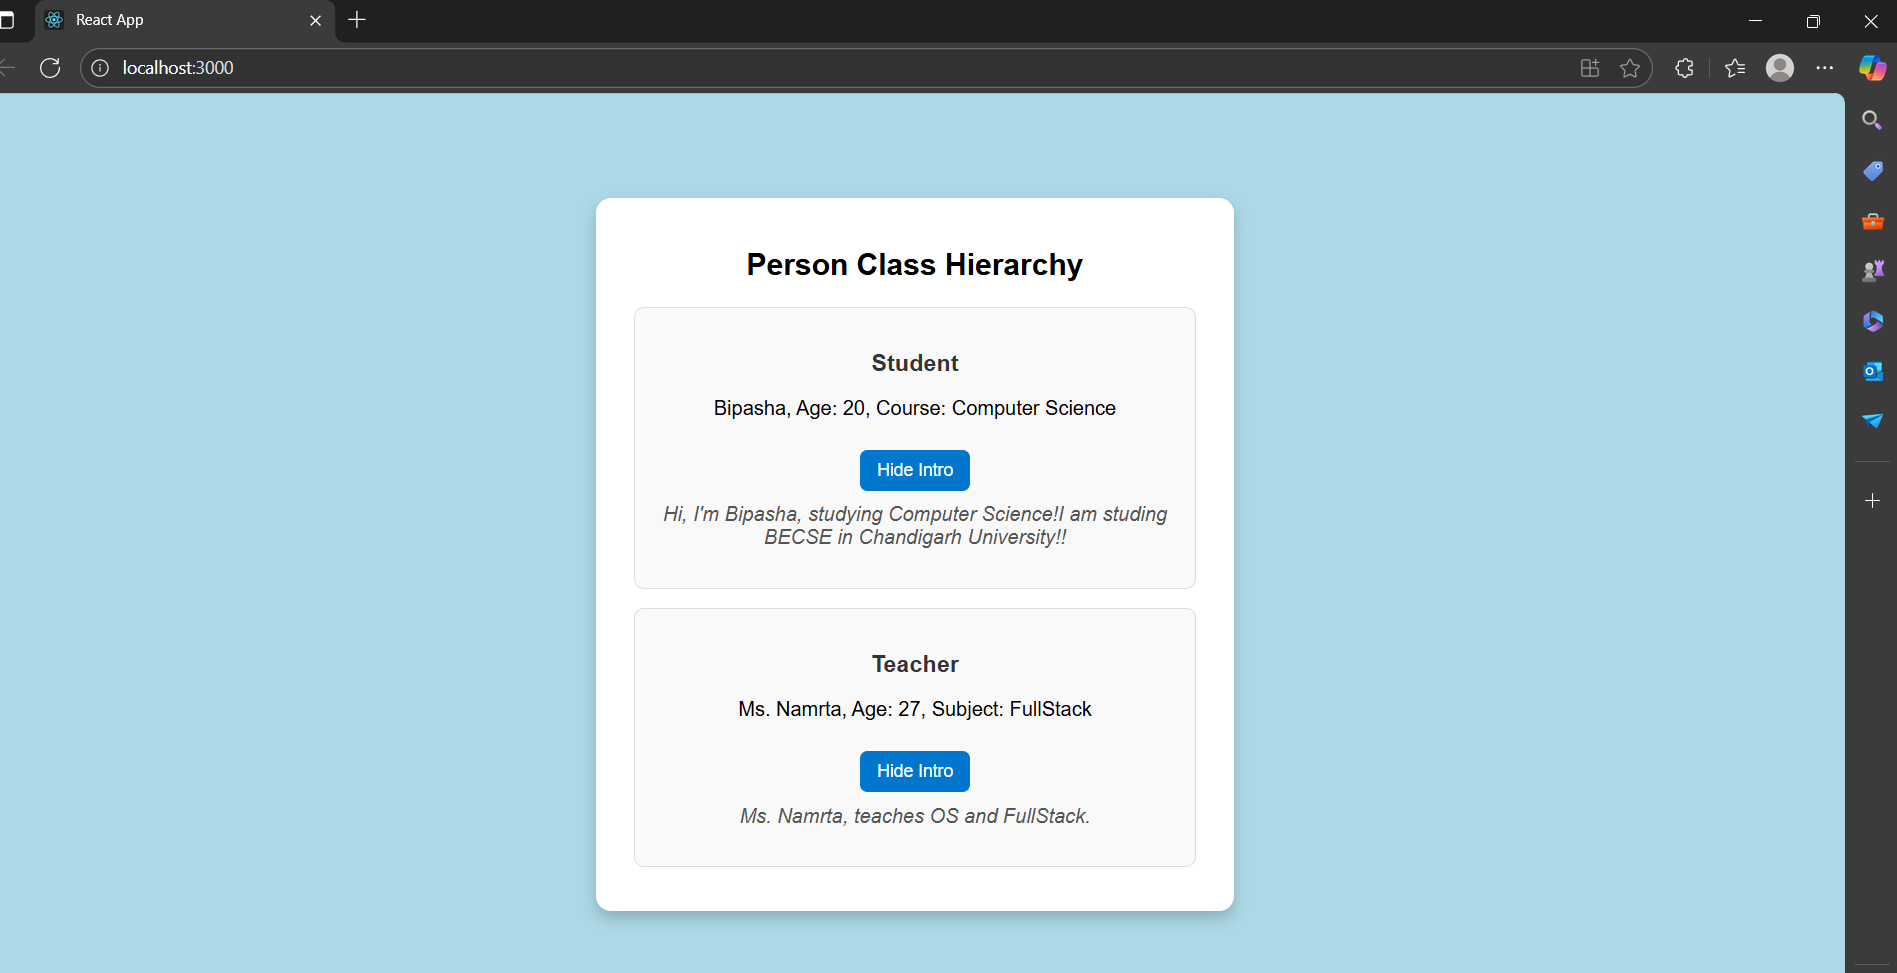 React App
localhost:3000
Person Class Hierarchy
Student
Bipasha, Age: 20, Course: Computer Science
Hide Intro
Hi, I'm Bipasha, studying Computer Science!I am studing
BECSE in Chandigarh University!!
Teacher
Ms. Namrta, Age: 27, Subject: FullStack
Hide Intro
Ms. Namrta, teaches OS and FullStack.